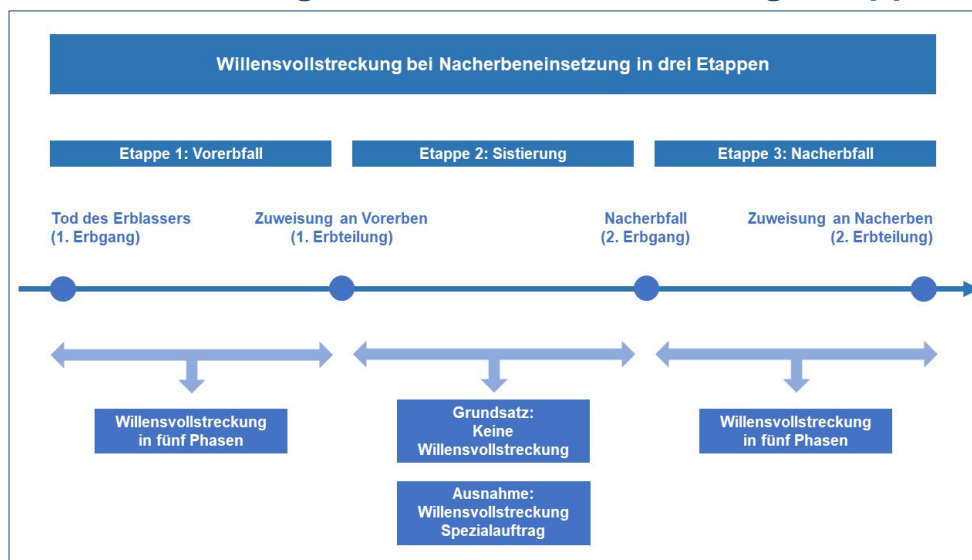 Willensvollstreckung bei Nacherbeneinsetzung in drei Etappen
Etappe 1: Vorerbfall
Etappe 2: Sistierung
Etappe 3: Nacherbfall
Tod des Erblassers
(1. Erbgang)
Zuweisung an Vorerben
(1. Erbteilung)
Nacherbfall
(2. Erbgang)
Zuweisung an Nacherben
(2. Erbteilung)
Willensvollstreckung
in fünf Phasen
Grundsatz:
Keine
Willensvollstreckung
Ausnahme:
Willensvollstreckung
Spezialauftrag
Willensvollstreckung
in fünf Phasen